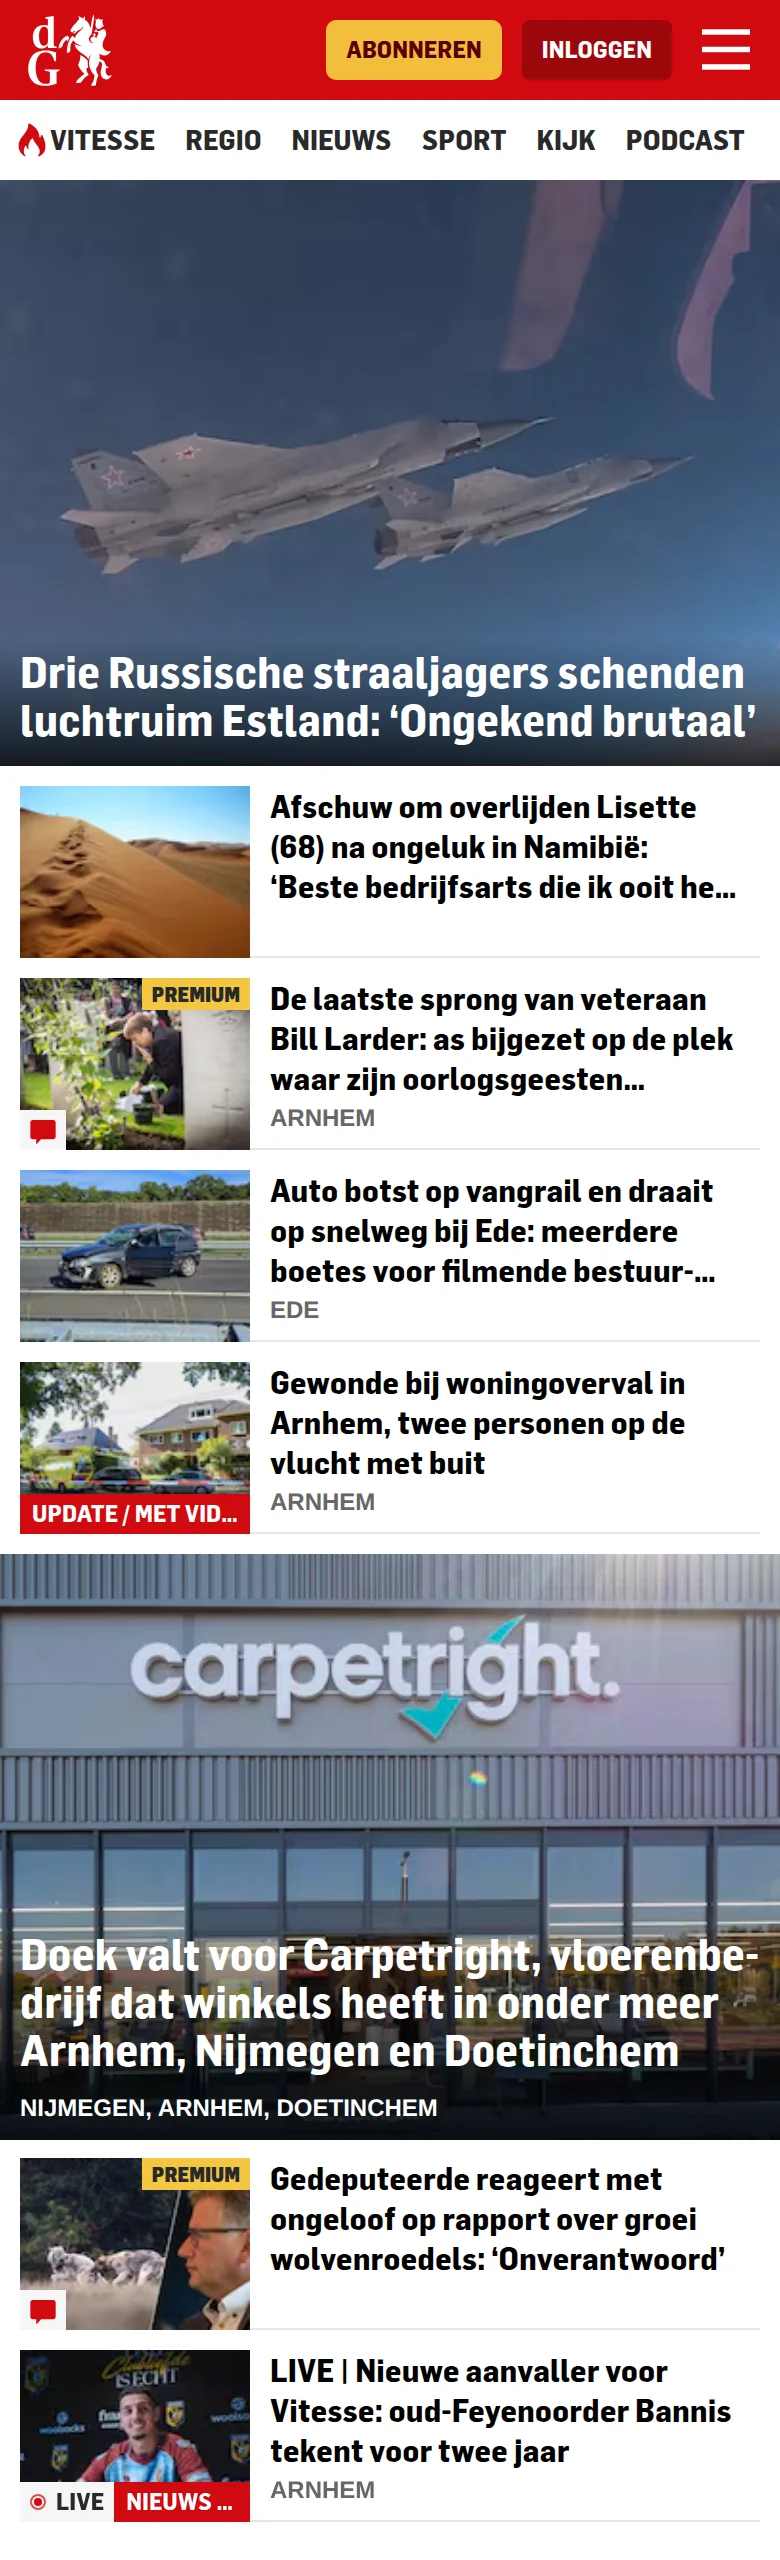 dG
ABONNEREN
INLOGGEN
VITESSE REGIO NIEUWS SPORT KIJK PODCAST
Drie Russische straaljagers schenden
luchtruim Estland: ‘Ongekend brutaal’
Afschuw om overlijden Lisette
(68) na ongeluk in Namibië:
‘Beste bedrijfsarts die ik ooit he...
PREMIUM
De laatste sprong van veteraan
Bill Larder: as bijgezet op de plek
waar zijn oorlogsgeesten...
ARNHEM
Auto botst op vangrail en draait
op snelweg bij Ede: meerdere
boetes voor filmende bestuur-...
EDE
Gewonde bij woningoverval in
Arnhem, twee personen op de
vlucht met buit
UPDATE / MET VID...
ARNHEM
carpetright.
Doek valt voor Carpetright, vloerenbe-
drijf dat winkels heeft in onder meer
Arnhem, Nijmegen en Doetinchem
NIJMEGEN, ARNHEM, DOETINCHEM
PREMIUM
Gedeputeerde reageert met
ongeloof op rapport over groei
wolvenroedels: ‘Onverantwoord’
Clubliefde
IS ECHT
woolsocks
LIVE | Nieuwe aanvaller voor
Vitesse: oud-Feyenoorder Bannis
tekent voor twee jaar
LIVE NIEUWS ...
ARNHEM